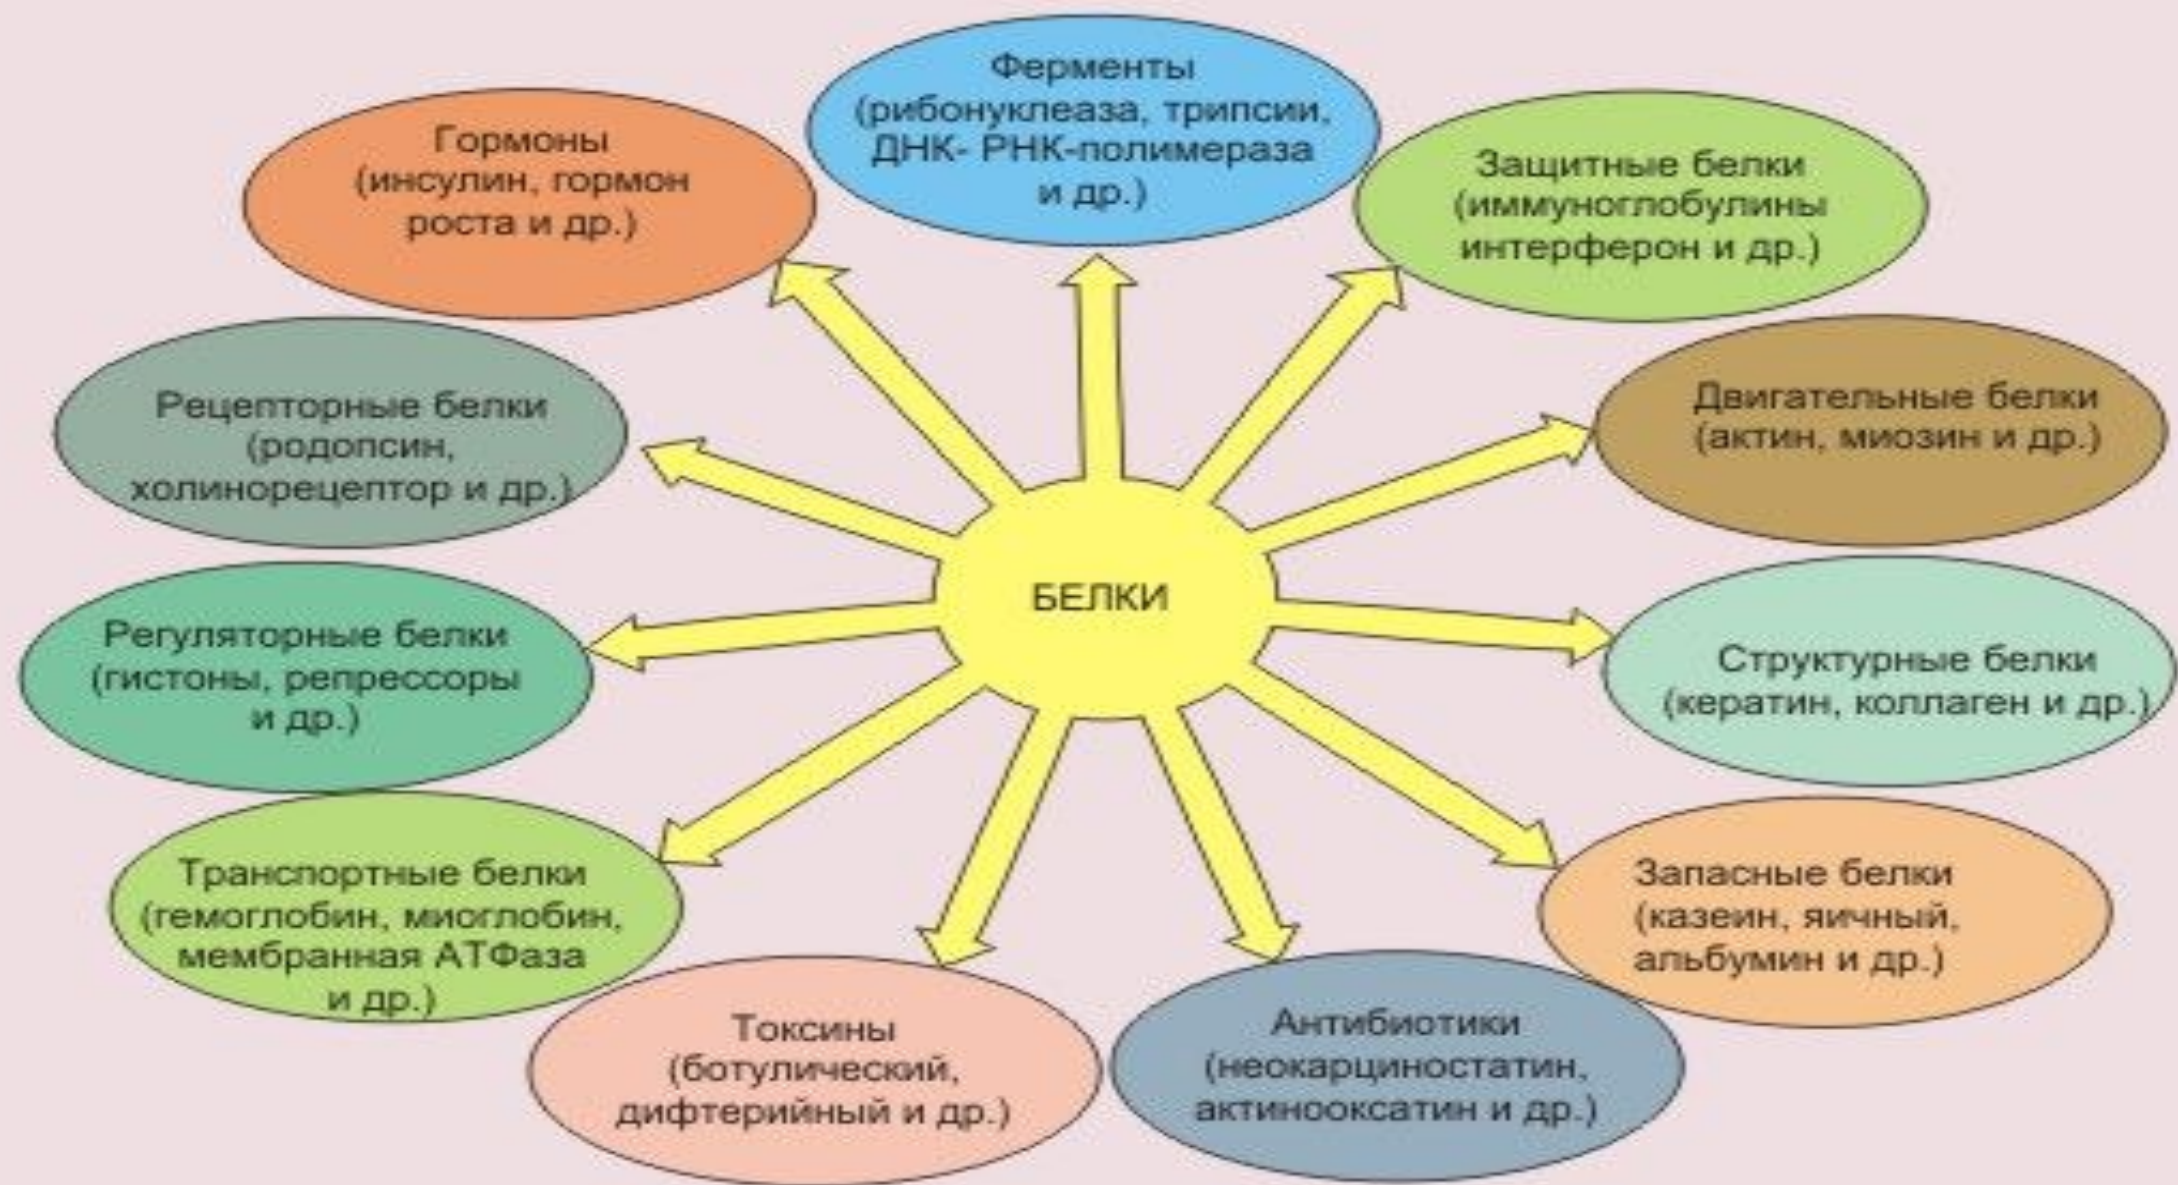 Ферменты
(рибонуклеаза, трипсии,
ДНК- РНК-полимераза
и др.)
Гормоны
(инсулин, гормон
роста и др.)
Защитные белки
(иммуноглобулины
интерферон и др.)
Рецепторные белки
(родопсин,
холинорецептор и др.)
Двигательные белки
(актин, миозин и др.)
БЕЛКИ
Регуляторные белки
(гистоны, репрессоры
и др.)
Структурные белки
(кератин, коллаген и др.)
Транспортные белки
(гемоглобин, миоглобин,
мембранная АТФаза
и др.)
Запасные белки
(казеин, яичный,
альбумин и др.)
Токсины
(ботулический,
дифтерийный и др.)
Антибиотики
(неокарциностатин,
актинооксатин и др.)